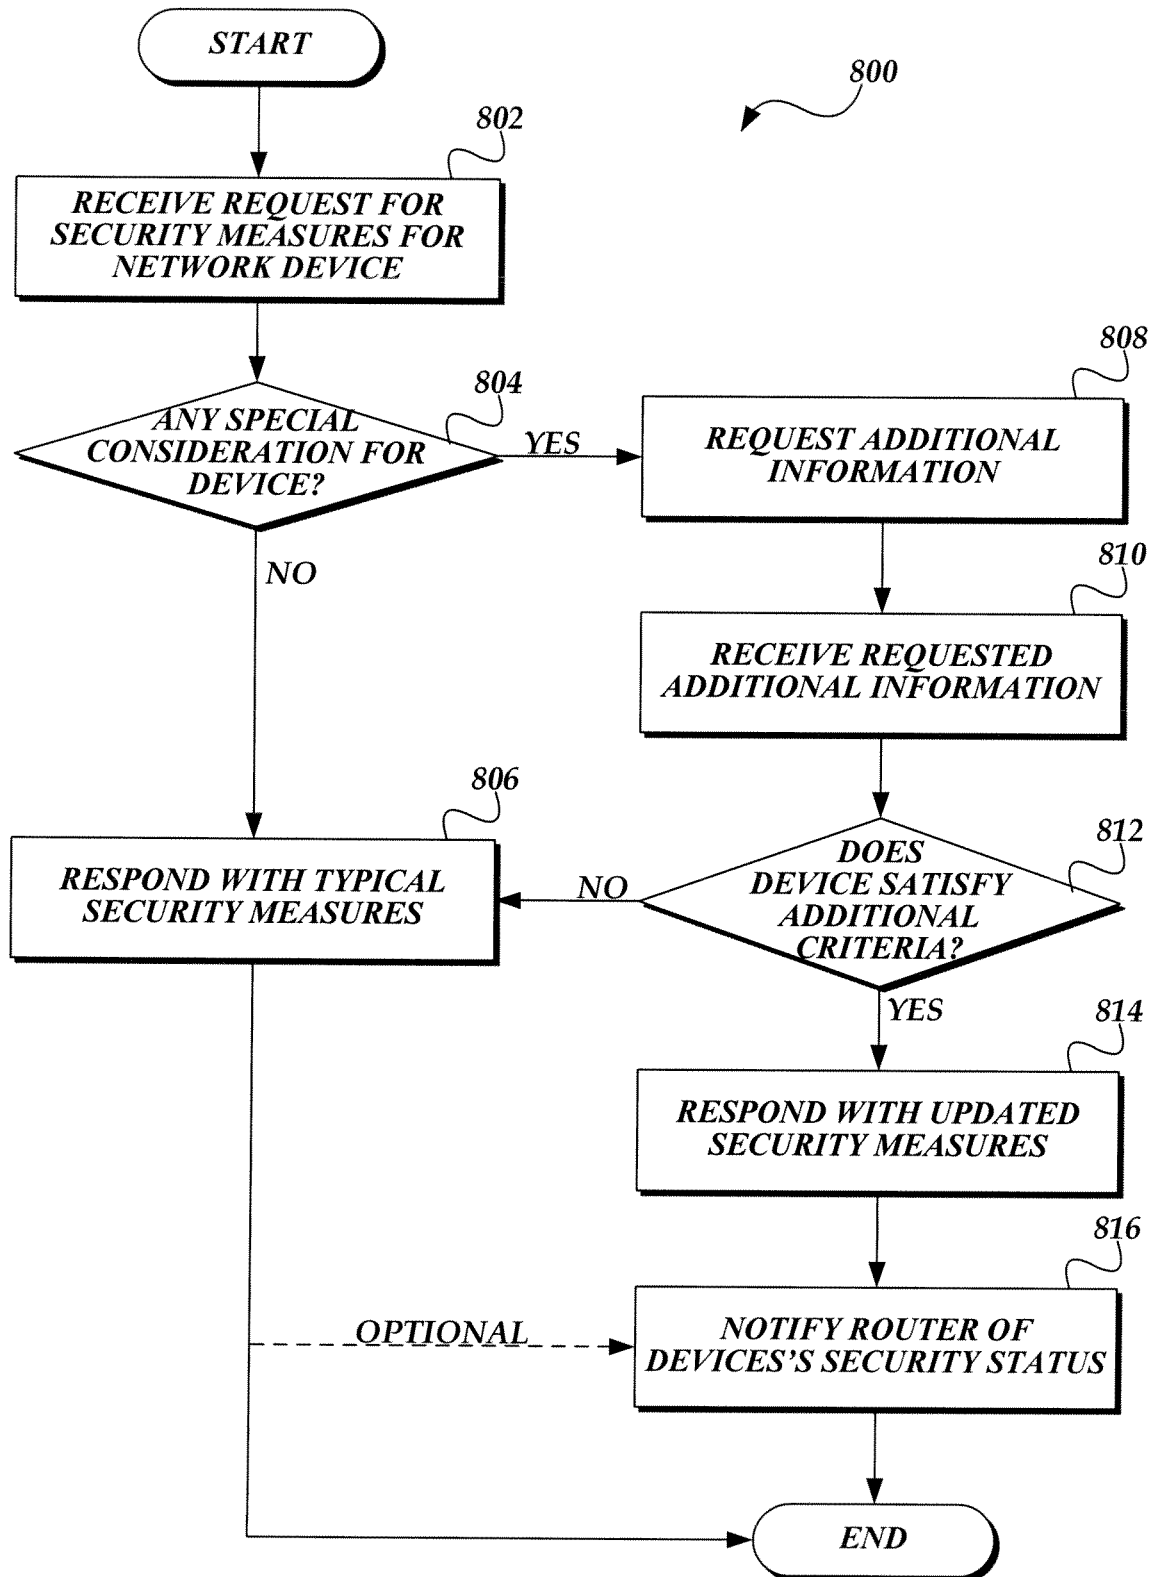 START
800
802
RECEIVE REQUEST FOR
SECURITY MEASURES FOR
NETWORK DEVICE
804
ANY SPECIAL
CONSIDERATION FOR
DEVICE?
YES
808
REQUEST ADDITIONAL
INFORMATION
NO
810
RECEIVE REQUESTED
ADDITIONAL INFORMATION
806
RESPOND WITH TYPICAL
SECURITY MEASURES
NO
812
DOES
DEVICE SATISFY
ADDITIONAL
CRITERIA?
YES
814
RESPOND WITH UPDATED
SECURITY MEASURES
816
OPTIONAL
NOTIFY ROUTER OF
DEVICES'S SECURITY STATUS
END